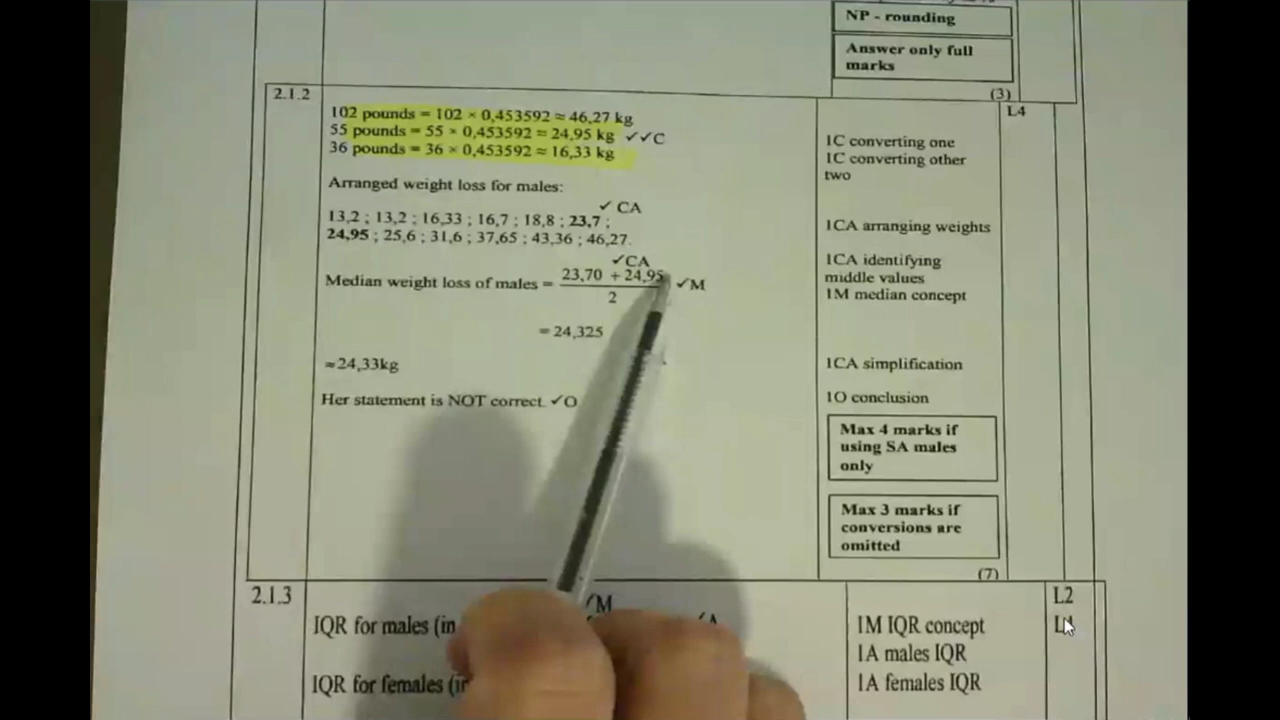 NP - rounding
Answer only full
marks
(3)
2.1.2
L4
102 pounds = 102 × 0,453592 ≈ 46,27 kg
55 pounds = 55 × 0,453592 ≈ 24,95 kg ✓✓C
36 pounds = 36 × 0,453592 ≈ 16,33 kg
1C converting one
1C converting other
two
Arranged weight loss for males:
✓ CA
13,2 ; 13,2 ; 16,33 ; 16,7 ; 18,8 ; 23,7 ;
24,95 ; 25,6 ; 31,6 ; 37,65 ; 43,36 ; 46,27.
1CA arranging weights
✓CA
Median weight loss of males = 23,70 + 24,95 ✓M
2
1CA identifying
middle values
1M median concept
= 24,325
≈24,33kg
1CA simplification
Her statement is NOT correct. ✓O
1O conclusion
Max 4 marks if
using SA males
only
Max 3 marks if
conversions are
omitted
(7)
2.1.3
L2
✓M
IQR for males (in
1M IQR concept
1A males IQR
IQR for females (in
1A females IQR